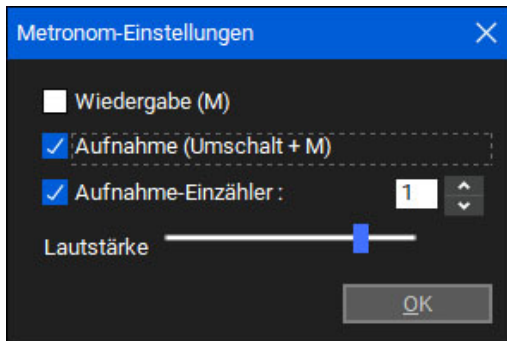 Metronom-Einstellungen
Wiedergabe (M)
Aufnahme (Umschalt + M)
Aufnahme-Einzähler : 1
Lautstärke
OK